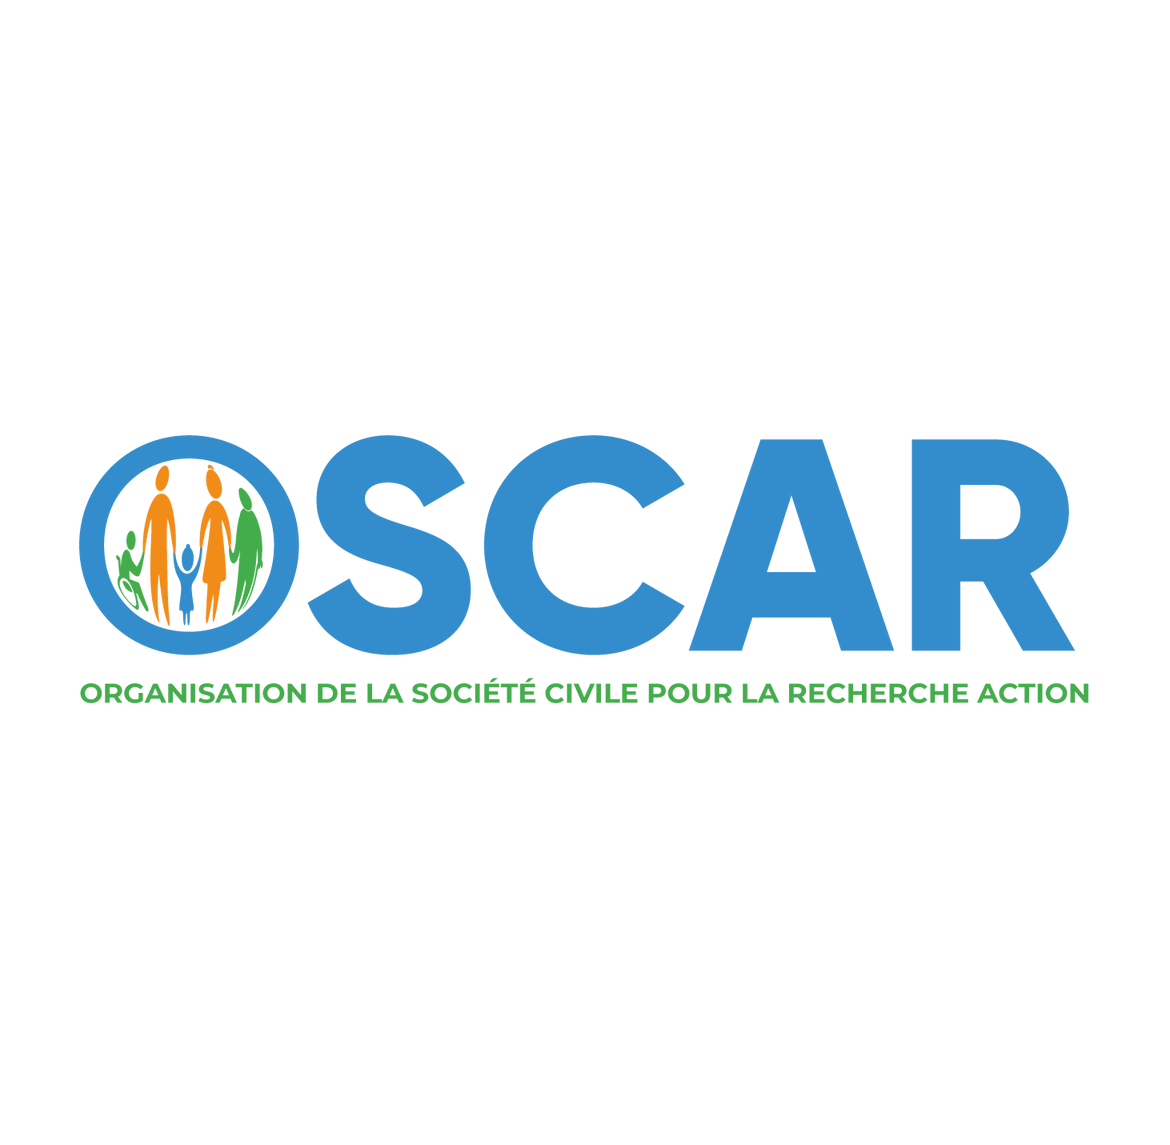 OSCAR
ORGANISATION DE LA SOCIÉTÉ CIVILE POUR LA RECHERCHE ACTION